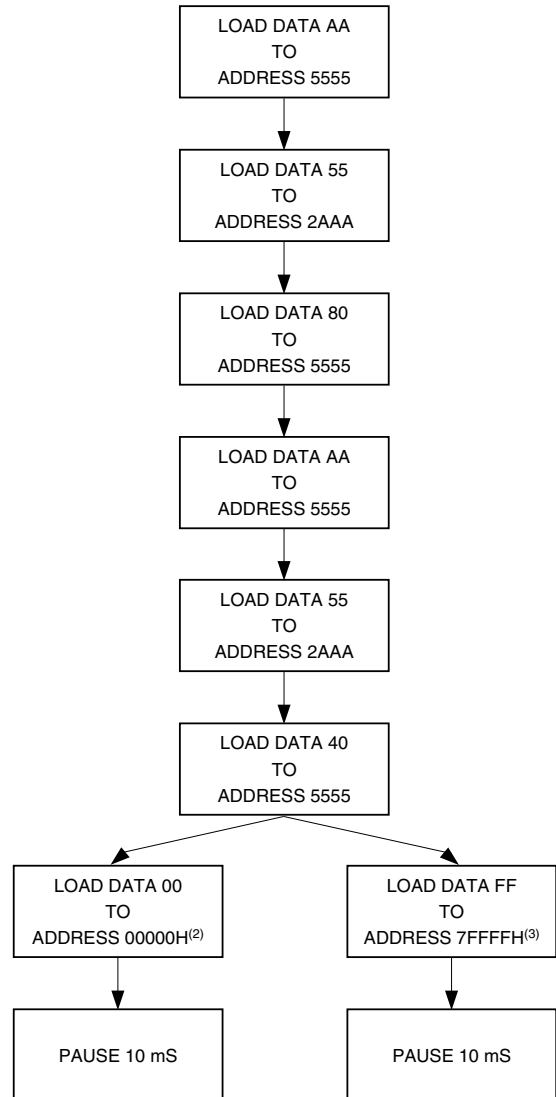 LOAD DATA AA
TO
ADDRESS 5555
LOAD DATA 55
TO
ADDRESS 2AAA
LOAD DATA 80
TO
ADDRESS 5555
LOAD DATA AA
TO
ADDRESS 5555
LOAD DATA 55
TO
ADDRESS 2AAA
LOAD DATA 40
TO
ADDRESS 5555
LOAD DATA 00
TO
ADDRESS 00000H(2)
PAUSE 10 mS
LOAD DATA FF
TO
ADDRESS 7FFFFH(3)
PAUSE 10 mS